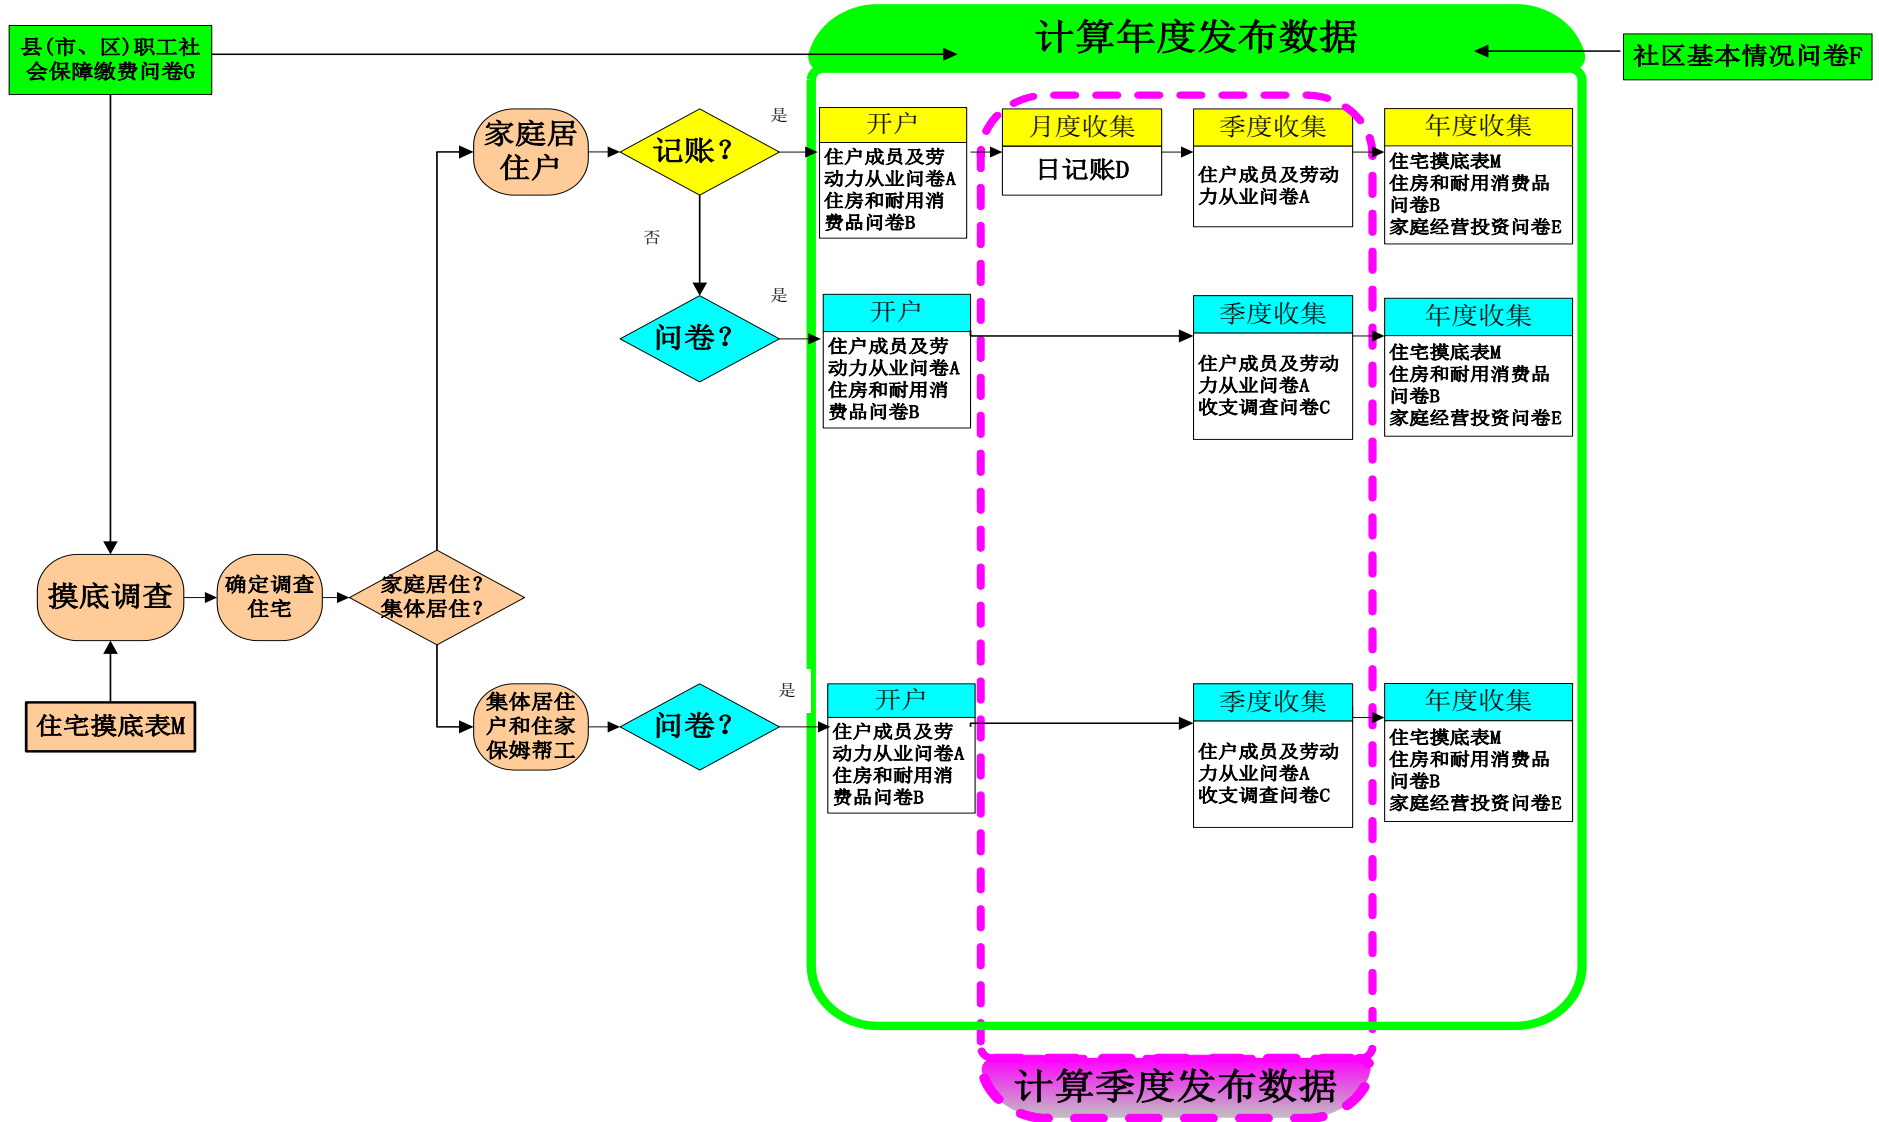 计算年度发布数据
县(市、区)职工社
会保障缴费问卷G
社区基本情况问卷F
家庭居
住户
记账？
是
否
开户
住户成员及劳
动力从业问卷A
住房和耐用消
费品问卷B
月度收集
日记账D
季度收集
住户成员及劳动
力从业问卷A
年度收集
住宅摸底表M
住房和耐用消费品
问卷B
家庭经营投资问卷E
问卷？
是
开户
住户成员及劳
动力从业问卷A
住房和耐用消
费品问卷B
季度收集
住户成员及劳动
力从业问卷A
收支调查问卷C
年度收集
住宅摸底表M
住房和耐用消费品
问卷B
家庭经营投资问卷E
摸底调查
确定调查
住宅
家庭居住？
集体居住？
住宅摸底表M
集体居住
户和住家
保姆帮工
问卷？
是
开户
住户成员及劳
动力从业问卷A
住房和耐用消
费品问卷B
季度收集
住户成员及劳动
力从业问卷A
收支调查问卷C
年度收集
住宅摸底表M
住房和耐用消费品
问卷B
家庭经营投资问卷E
计算季度发布数据